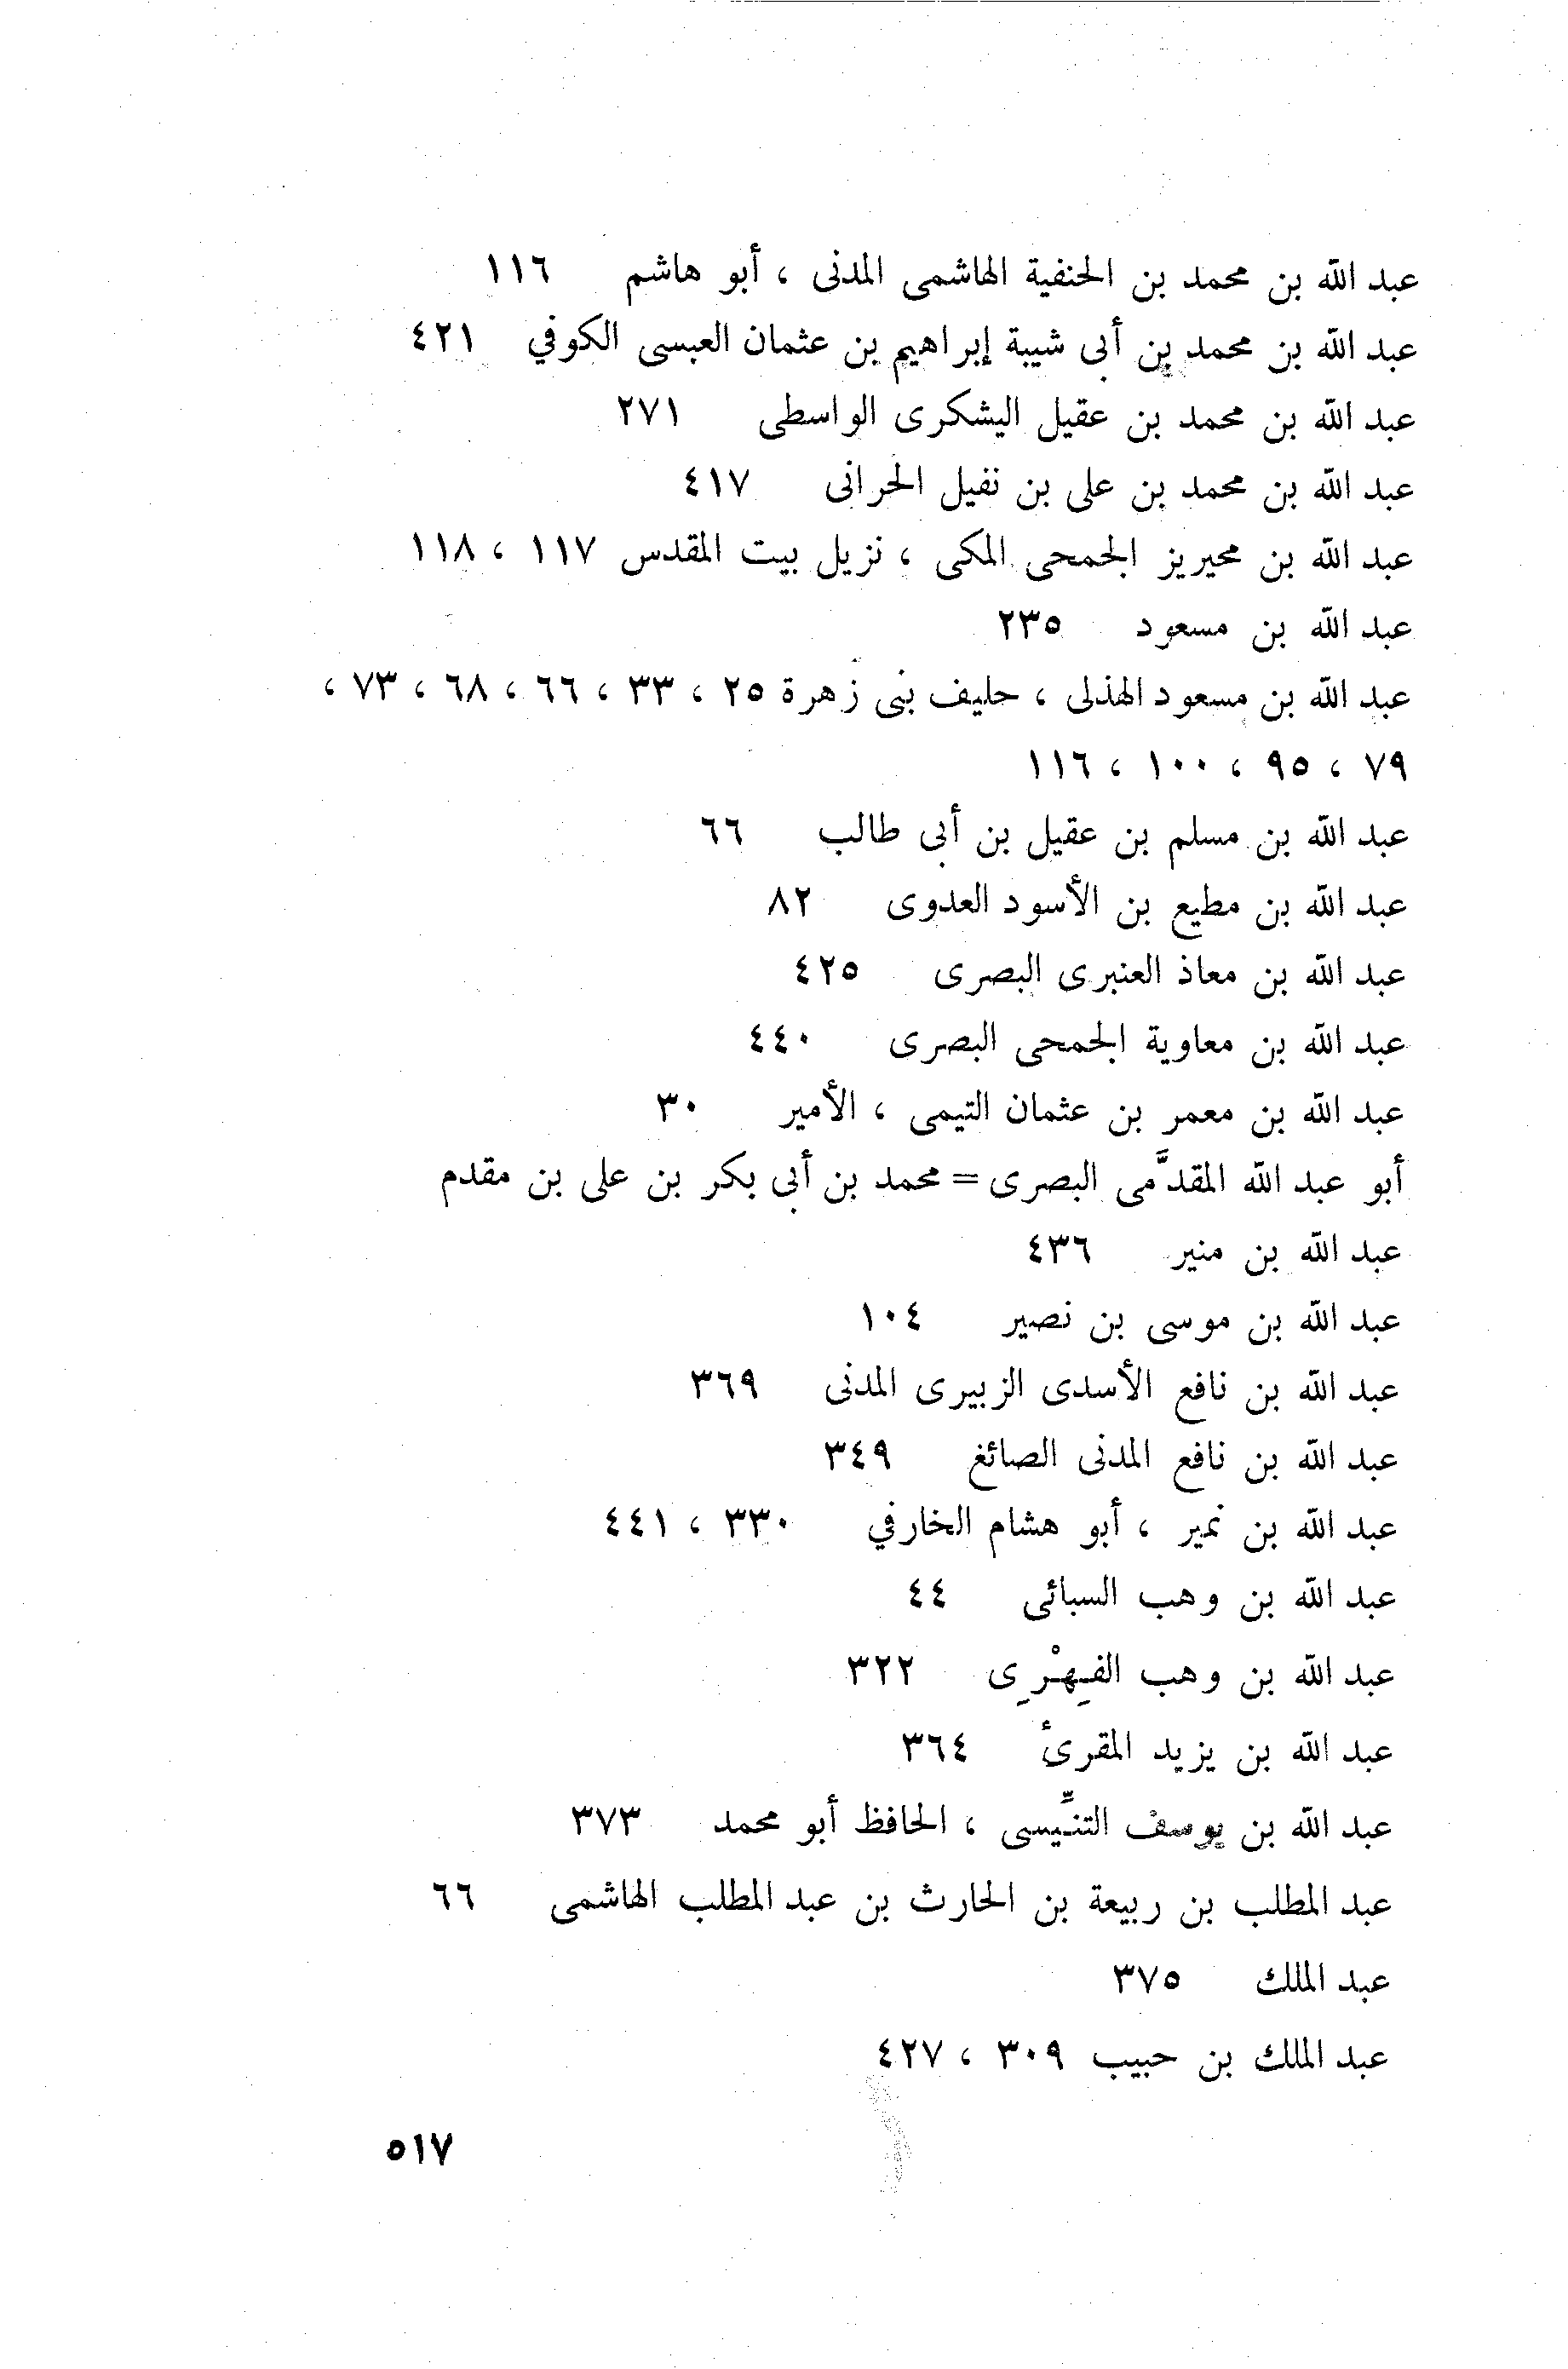 عبد الله بن محمد بن الحنفية الهاشمى المدنى ، أبو هاشم ١١٦
عبد الله بن محمد بن أبى شيبة إبراهيم بن عثمان العبسى الكوفي ٤٢١
عبد الله بن محمد بن عقيل اليشكرى الواسطى ٢٧١
عبد الله بن محمد بن على بن نفيل الحرانى ٤١٧
عبد الله بن محيريز الجمحى المكى ، نزيل بيت المقدس ١١٧ ، ١١٨
عبد الله بن مسعود ٢٣٥
عبد الله بن مسعود الهذلى ، حليف بنى زهرة ٢٥ ، ٣٣ ، ٦٦ ، ٦٨ ، ٧٣ ،
٧٩ ، ٩٥ ، ١٠٠ ، ١١٦
عبد الله بن مسلم بن عقيل بن أبى طالب ٦٦
عبد الله بن مطيع بن الأسود العدوى ٨٢
عبد الله بن معاذ العنبرى البصرى ٤٢٥
عبد الله بن معاوية الجمحى البصرى ٤٤٠
عبد الله بن معمر بن عثمان التيمى ، الأمير ٣٠
أبو عبد الله المقدَّمى البصرى = محمد بن أبى بكر بن على بن مقدم
عبد الله بن منير ٤٣٦
عبد الله بن موسى بن نصير ١٠٤
عبد الله بن نافع الأسدى الزبيرى المدنى ٣٦٩
عبد الله بن نافع المدنى الصائغ ٣٤٩
عبد الله بن نمير ، أبو هشام الخارفي ٣٣٠ ، ٤٤١
عبد الله بن وهب السبائى ٤٤
عبد الله بن وهب الفِهْرِى ٣٢٢
عبد الله بن يزيد المقرئ ٣٦٤
عبد الله بن يوسف التنِّيسى ، الحافظ أبو محمد ٣٧٣
عبد المطلب بن ربيعة بن الحارث بن عبد المطلب الهاشمى ٦٦
عبد الملك ٣٧٥
عبد الملك بن حبيب ٣٠٩ ، ٤٢٧
٥١٧